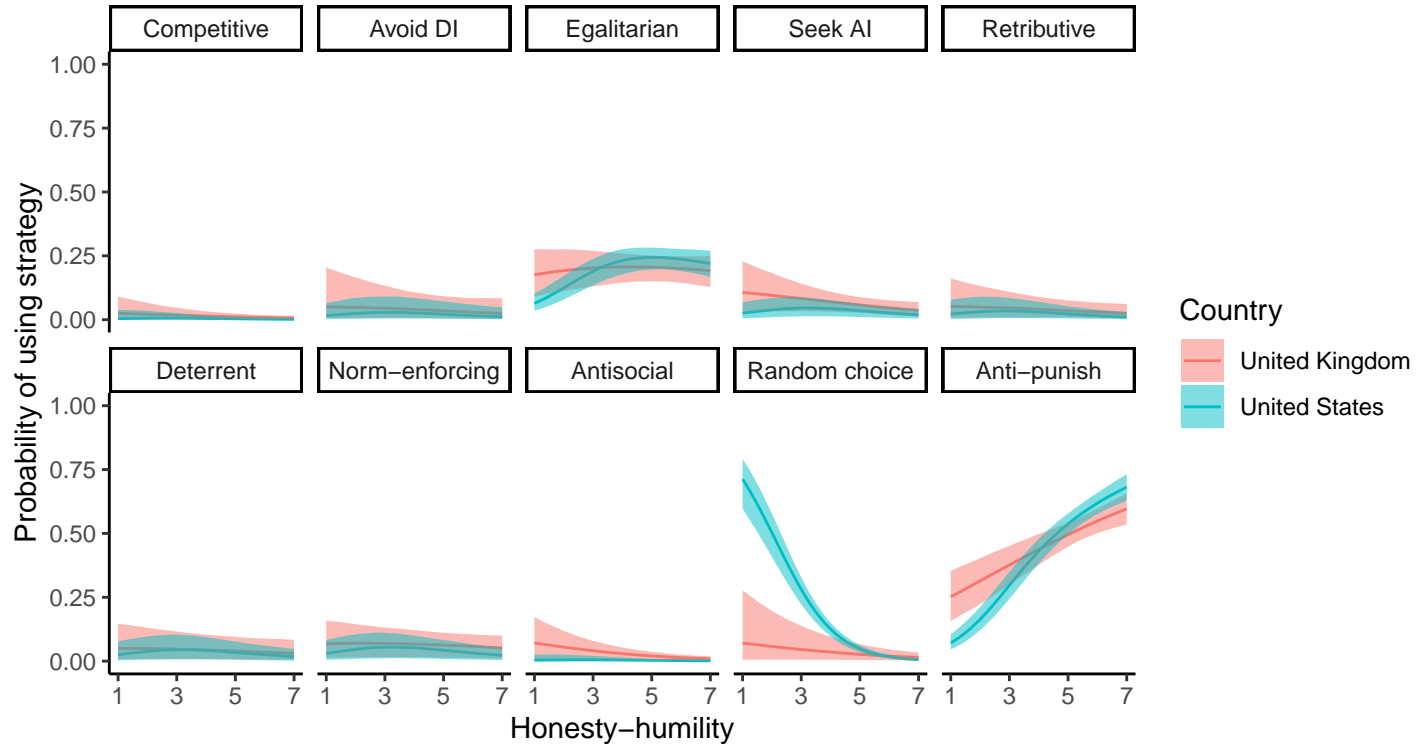 Competitive Avoid DI Egalitarian Seek AI Retributive
1.00
0.75
0.50
0.25
0.00
Deterrent Norm−enforcing Antisocial Random choice Anti−punish
1.00
0.75
0.50
0.25
0.00
1 3 5 7 1 3 5 7 1 3 5 7 1 3 5 7 1 3 5 7
Honesty−humility
Probability of using strategy
Country
United Kingdom
United States